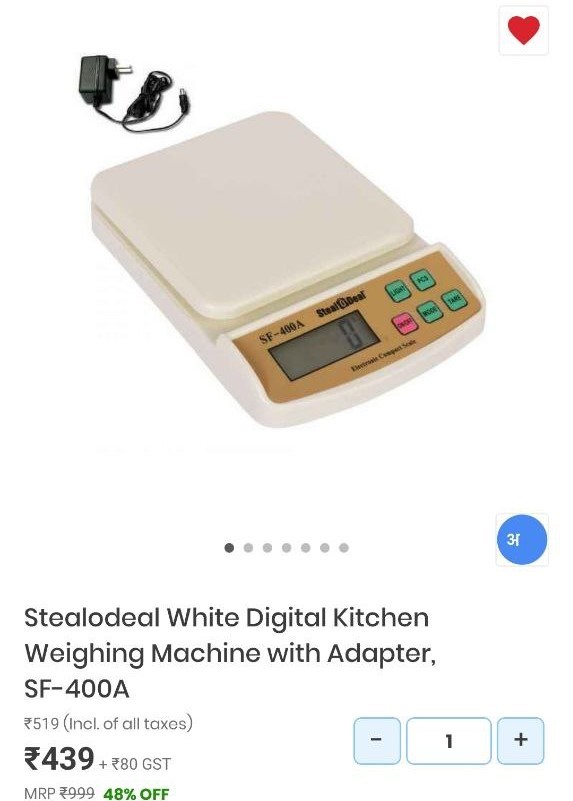 LIGHT
PCS
ON/OFF
MODE
TARE
SF-400A
StealODeal
0
Electronic Compact Scale
अ
Stealodeal White Digital Kitchen
Weighing Machine with Adapter,
SF-400A
₹519 (Incl. of all taxes)
₹439 + ₹80 GST
- 1 +
MRP ₹999 48% OFF